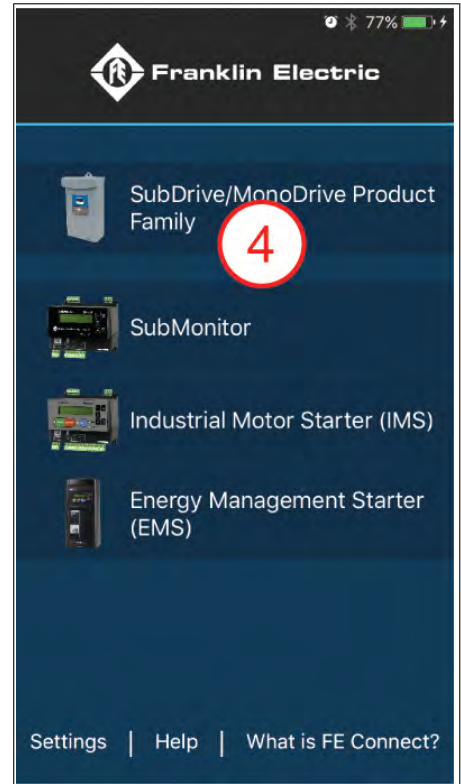 77%
FE Franklin Electric
SubDrive/MonoDrive Product
Family
4
SubMonitor
Industrial Motor Starter (IMS)
Energy Management Starter
(EMS)
Settings | Help | What is FE Connect?